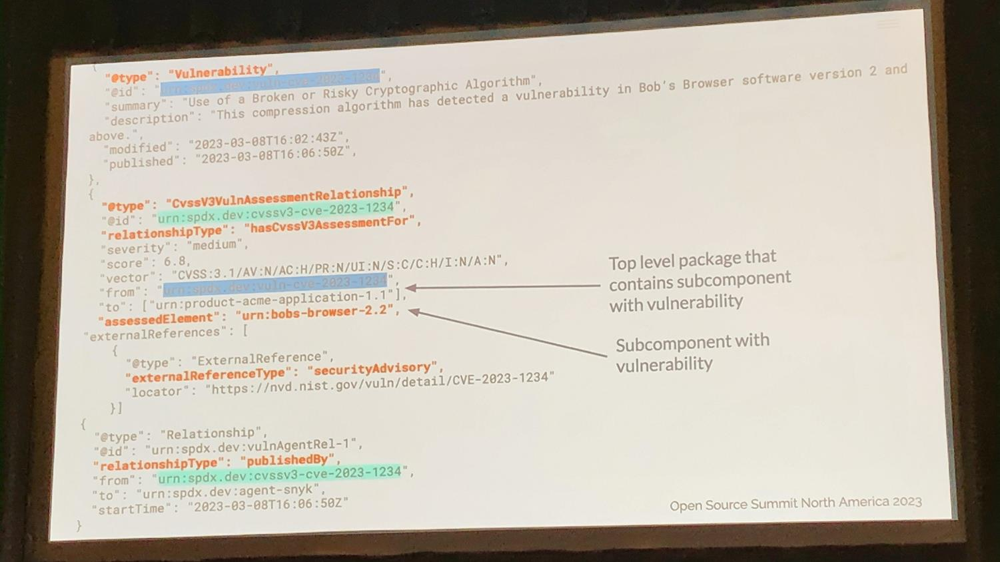 {
"@type": "Vulnerability",
"@id": "urn:spdx.dev:vuln-cve-2023-1234",
"summary": "Use of a Broken or Risky Cryptographic Algorithm",
"description": "This compression algorithm has detected a vulnerability in Bob's Browser software version 2 and
above.",
"modified": "2023-03-08T16:02:43Z",
"published": "2023-03-08T16:06:50Z",
},
{
"@type": "CvssV3VulnAssessmentRelationship",
"@id": "urn:spdx.dev:cvssv3-cve-2023-1234",
"relationshipType": "hasCvssV3AssessmentFor",
"severity": "medium",
"score": 6.8,
"vector": "CVSS:3.1/AV:N/AC:H/PR:N/UI:N/S:C/C:H/I:N/A:N",
"from": "urn:spdx.dev:vuln-cve-2023-1234",
"to": ["urn:product-acme-application-1.1"],
"assessedElement": "urn:bobs-browser-2.2",
"externalReferences": [
{
"@type": "ExternalReference",
"externalReferenceType": "securityAdvisory",
"locator": "https://nvd.nist.gov/vuln/detail/CVE-2023-1234"
}]
{
"@type": "Relationship",
"@id": "urn:spdx.dev:vulnAgentRel-1",
"relationshipType": "publishedBy",
"from": "urn:spdx.dev:cvssv3-cve-2023-1234",
"to": "urn:spdx.dev:agent-snyk",
"startTime": "2023-03-08T16:06:50Z"
}
Top level package that
contains subcomponent
with vulnerability
Subcomponent with
vulnerability
Open Source Summit North America 2023